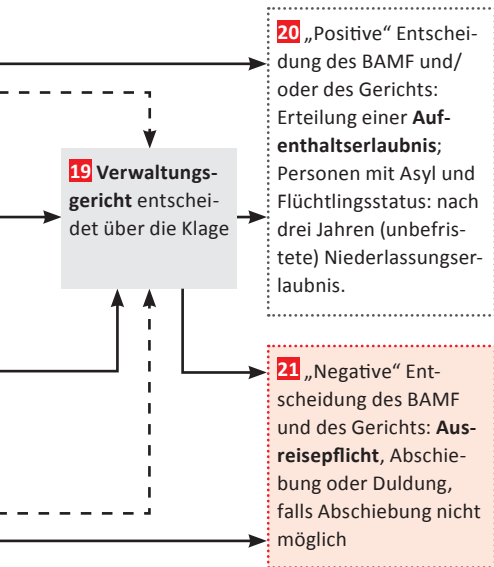 19 Verwaltungs-
gericht entschei-
det über die Klage
20 „Positive“ Entschei-
dung des BAMF und/
oder des Gerichts:
Erteilung einer Auf-
enthaltserlaubnis;
Personen mit Asyl und
Flüchtlingsstatus: nach
drei Jahren (unbefris-
tete) Niederlassungser-
laubnis.
21 „Negative“ Ent-
scheidung des BAMF
und des Gerichts: Aus-
reisepflicht, Abschie-
bung oder Duldung,
falls Abschiebung nicht
möglich